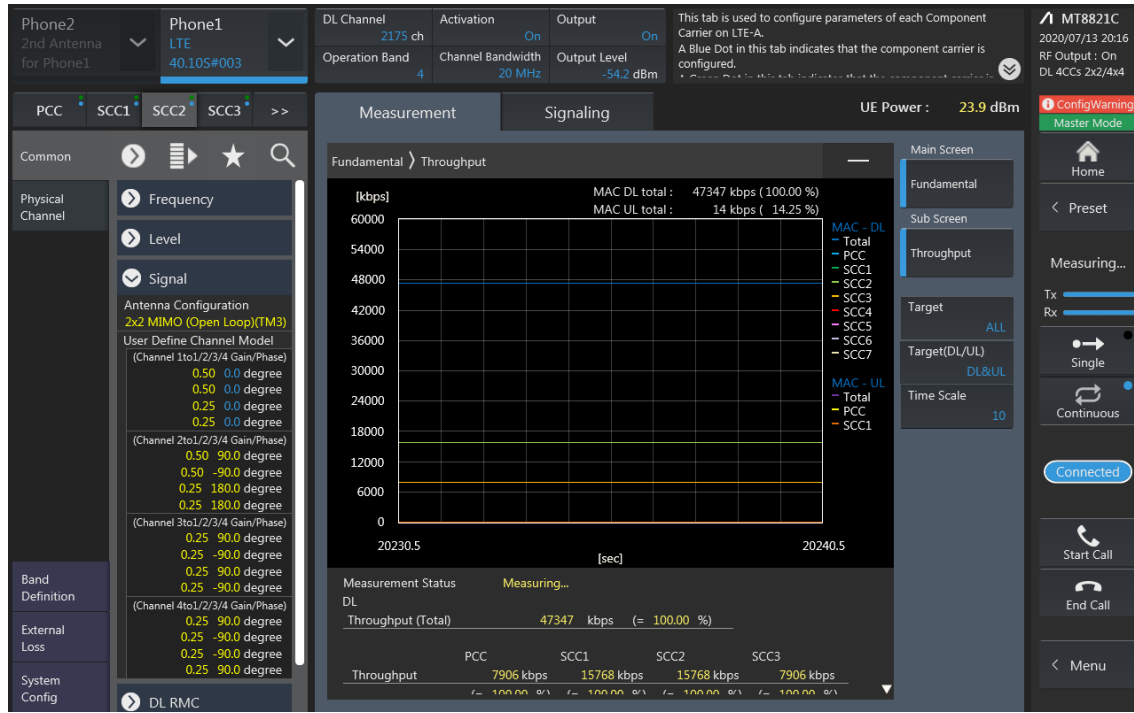 Phone2
2nd Antenna
for Phone1
Phone1
LTE
40.10S#003
DL Channel
2175 ch
Operation Band
4
Activation
On
Channel Bandwidth
20 MHz
Output
On
Output Level
-54.2 dBm
This tab is used to configure parameters of each Component
Carrier on LTE-A.
A Blue Dot in this tab indicates that the component carrier is
configured.
MT8821C
2020/07/13 20:16
RF Output : On
DL 4CCs 2x2/4x4
PCC SCC1 SCC2 SCC3 >>
Measurement
Signaling
UE Power : 23.9 dBm
ConfigWarning
Master Mode
Common
Physical
Channel
Frequency
Level
Signal
Antenna Configuration
2x2 MIMO (Open Loop)(TM3)
User Define Channel Model
(Channel 1to1/2/3/4 Gain/Phase)
0.50 0.0 degree
0.50 0.0 degree
0.25 0.0 degree
0.25 0.0 degree
(Channel 2to1/2/3/4 Gain/Phase)
0.50 90.0 degree
0.50 -90.0 degree
0.25 180.0 degree
0.25 180.0 degree
(Channel 3to1/2/3/4 Gain/Phase)
0.25 90.0 degree
0.25 -90.0 degree
0.25 90.0 degree
0.25 -90.0 degree
(Channel 4to1/2/3/4 Gain/Phase)
0.25 90.0 degree
0.25 -90.0 degree
0.25 -90.0 degree
0.25 90.0 degree
DL RMC
Band
Definition
External
Loss
System
Config
Fundamental 〉Throughput
[kbps]
MAC DL total : 47347 kbps (100.00 %)
MAC UL total : 14 kbps ( 14.25 %)
60000
54000
48000
42000
36000
30000
24000
18000
12000
6000
0
20230.5
20240.5
[sec]
MAC - DL
Total
PCC
SCC1
SCC2
SCC3
SCC4
SCC5
SCC6
SCC7
MAC - UL
Total
PCC
SCC1
Measurement Status Measuring...
DL
Throughput (Total) 47347 kbps (= 100.00 %)
PCC SCC1 SCC2 SCC3
Throughput 7906 kbps 15768 kbps 15768 kbps 7906 kbps
(= 100.00 %) (= 100.00 %) (= 100.00 %) (= 100.00 %)
Main Screen
Fundamental
Sub Screen
Throughput
Target
ALL
Target(DL/UL)
DL&UL
Time Scale
10
Home
< Preset
Measuring...
Tx
Rx
Single
Continuous
Connected
Start Call
End Call
< Menu